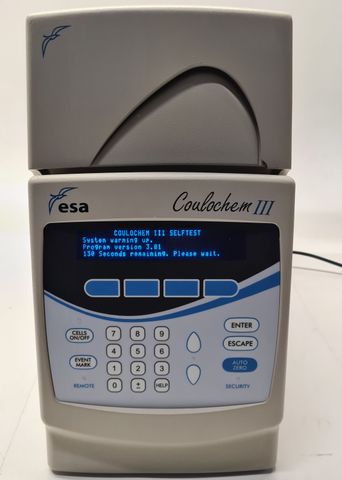 esa
Coulochem III
COULOCHEM III SELFTEST
System warming up.
Program version 3.01
130 Seconds remaining. Please wait.
CELLS
ON/OFF
EVENT
MARK
REMOTE
7 8 9
4 5 6
1 2 3
0 ± HELP
ENTER
ESCAPE
AUTO
ZERO
SECURITY